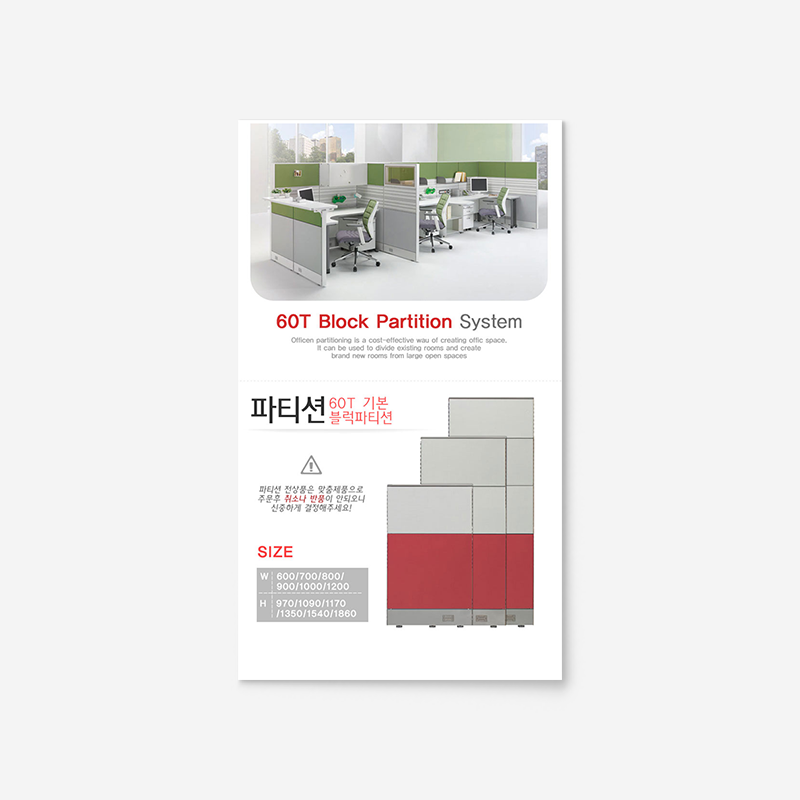 60T Block Partition System
Officen partitioning is a cost-effective wau of creating offic space.
It can be used to divide existing rooms and create
brand new rooms from large open spaces
파티션 60T 기본
블럭파티션
파티션 전상품은 맞춤제품으로
주문후 취소나 반품이 안되오니
신중하게 결정해주세요!
SIZE
W 600/700/800/
900/1000/1200
H 970/1090/1170
/1350/1540/1860